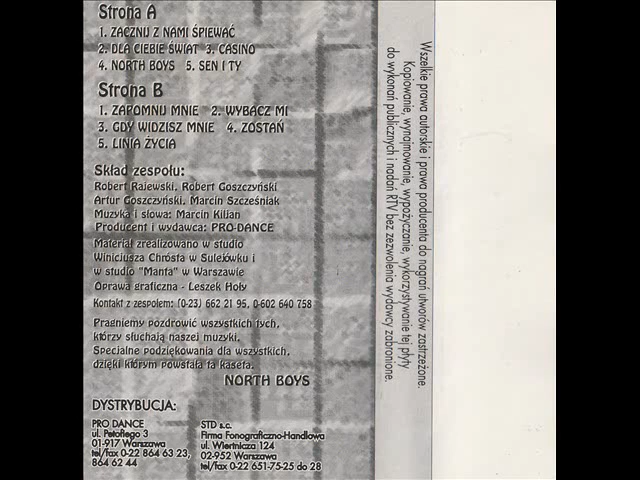 Strona A
1. ZACZNIJ Z NAMI ŚPIEWAĆ
2. DLA CIEBIE ŚWIAT 3. CASINO
4. NORTH BOYS 5. SEN I TY
Strona B
1. ZAPOMNIJ MNIE 2. WYBACZ MI
3. GDY WIDZISZ MNIE 4. ZOSTAŃ
5. LINIA ŻYCIA
Skład zespołu:
Robert Rajewski, Robert Goszczyński
Artur Goszczyński, Marcin Szcześniak
Muzyka i słowa: Marcin Kilian
Producent i wydawca: PRO-DANCE
Materiał zrealizowano w studio
Winicjusza Chrósta w Sulejówku i
w studio "Manta" w Warszawie
Oprawa graficzna - Leszek Hoły
Kontakt z zespołem: (0-23) 662 21 95, 0-602 640 758
Pragniemy pozdrowić wszystkich tych,
którzy słuchają naszej muzyki.
Specjalne podziękowania dla wszystkich,
dzięki którym powstała ta kaseta.
NORTH BOYS
DYSTRYBUCJA:
PRO DANCE
ul. Petofiego 3
01-917 Warszawa
tel/fax 0-22 864 63 23,
864 62 44
STD s.c.
Firma Fonograficzno-Handlowa
ul. Wiertnicza 124
02-952 Warszawa
tel/fax 0-22 651-75-25 do 28
Wszelkie prawa autorskie i prawa producenta do nagrań utworów zastrzeżone.
Kopiowanie, wynajmowanie, wypożyczanie, wykorzystywanie tej płyty
do wykonań publicznych i nadań RTV bez zezwolenia wydawcy zabronione.